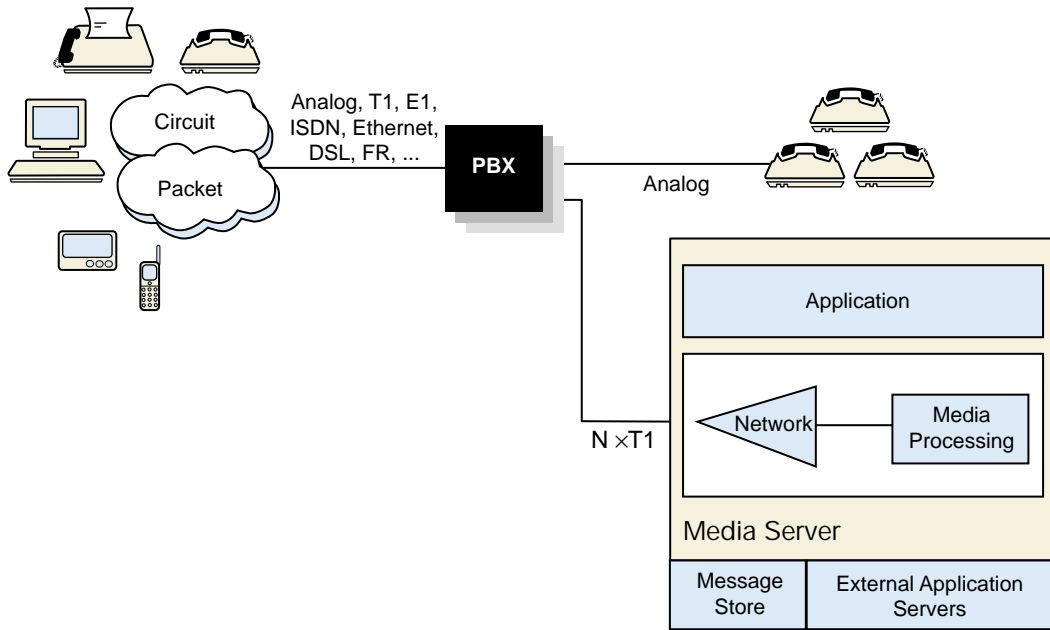 Circuit
Packet
Analog, T1, E1,
ISDN, Ethernet,
DSL, FR, ...
PBX
Analog
N ×T1
Application
Network
Media
Processing
Media Server
Message
Store
External Application
Servers